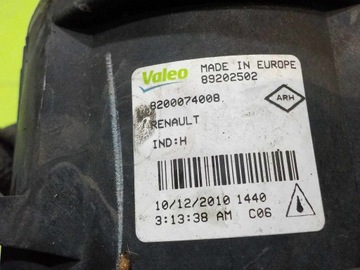 Valeo MADE IN EUROPE
89202502
8200074008
ARH
RENAULT
IND:H
10/12/2010 1440
3:13:38 AM C06